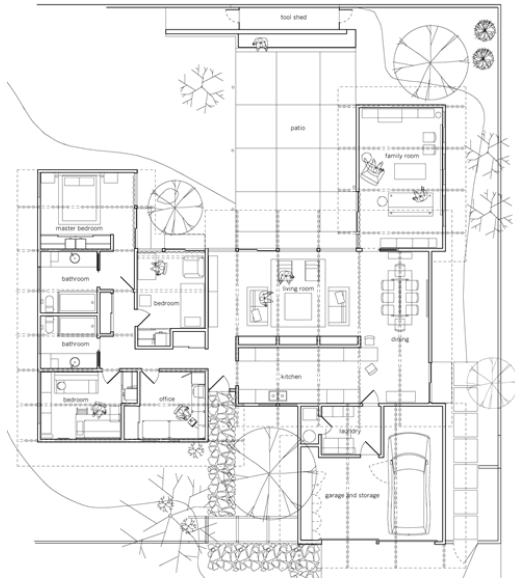 tool shed
patio
family room
master bedroom
bathroom
bedroom
living room
bathroom
dining
kitchen
bedroom
office
laundry
garage and storage